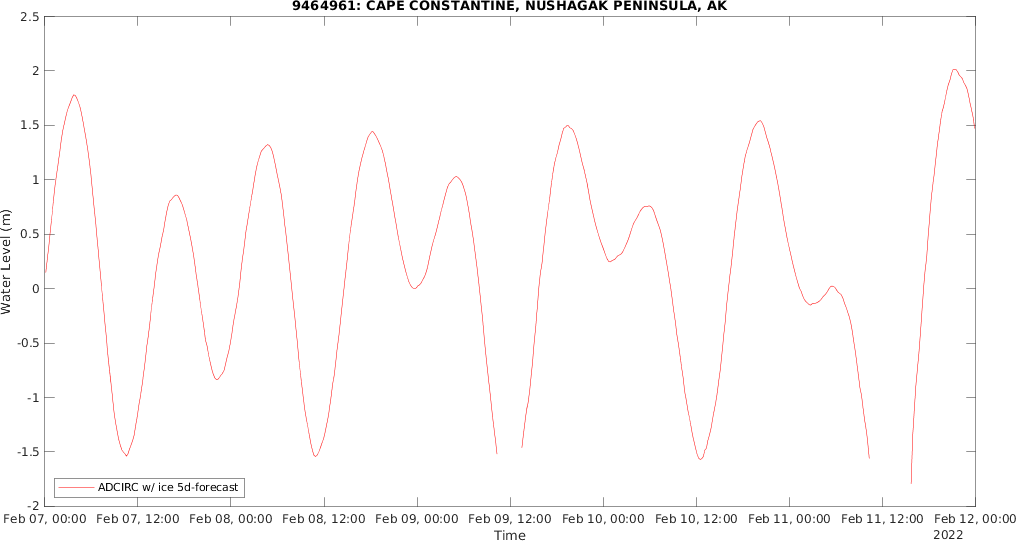 9464961: CAPE CONSTANTINE, NUSHAGAK PENINSULA, AK
2.5
2
1.5
1
0.5
0
-0.5
-1
-1.5
-2
Water Level (m)
ADCIRC w/ ice 5d-forecast
Feb 07, 00:00 Feb 07, 12:00 Feb 08, 00:00 Feb 08, 12:00 Feb 09, 00:00 Feb 09, 12:00 Feb 10, 00:00 Feb 10, 12:00 Feb 11, 00:00 Feb 11, 12:00 Feb 12, 00:00
Time
2022